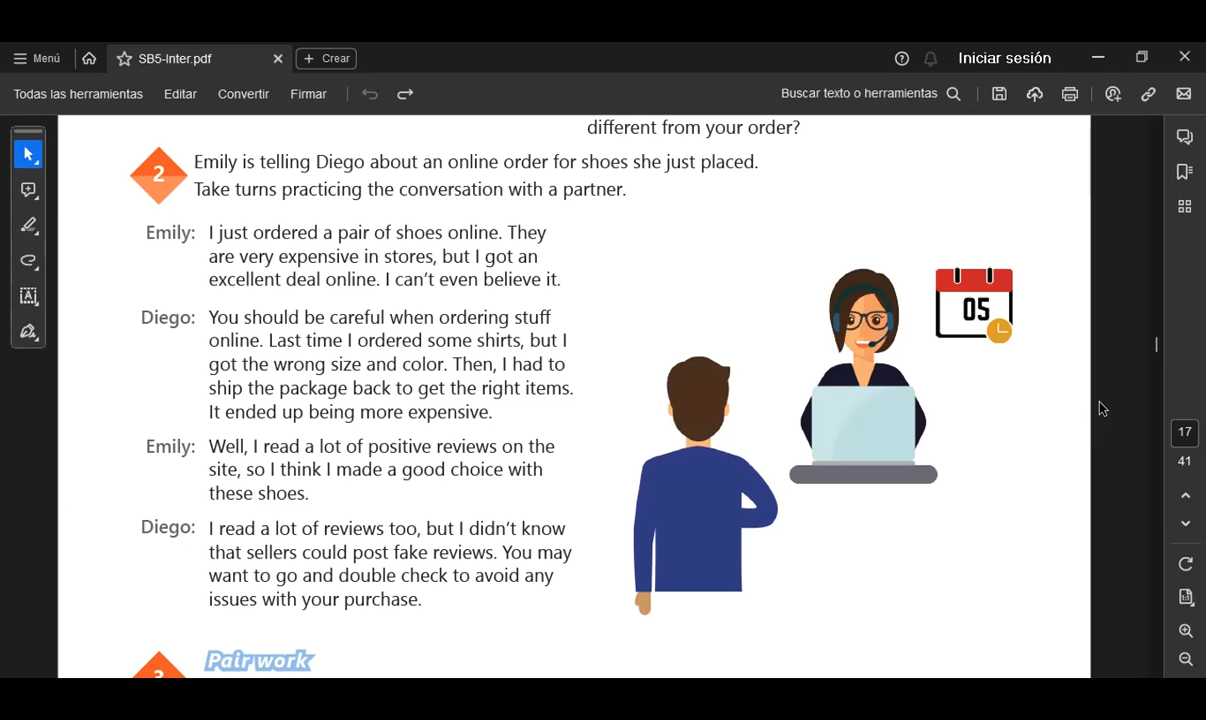 Menú
SB5-Inter.pdf
Crear
Iniciar sesión
Todas las herramientas
Editar
Convertir
Firmar
Buscar texto o herramientas
different from your order?
2
Emily is telling Diego about an online order for shoes she just placed.
Take turns practicing the conversation with a partner.
Emily: I just ordered a pair of shoes online. They
are very expensive in stores, but I got an
excellent deal online. I can't even believe it.
Diego: You should be careful when ordering stuff
online. Last time I ordered some shirts, but I
got the wrong size and color. Then, I had to
ship the package back to get the right items.
It ended up being more expensive.
Emily: Well, I read a lot of positive reviews on the
site, so I think I made a good choice with
these shoes.
Diego: I read a lot of reviews too, but I didn't know
that sellers could post fake reviews. You may
want to go and double check to avoid any
issues with your purchase.
05
17
41
3
Pair work